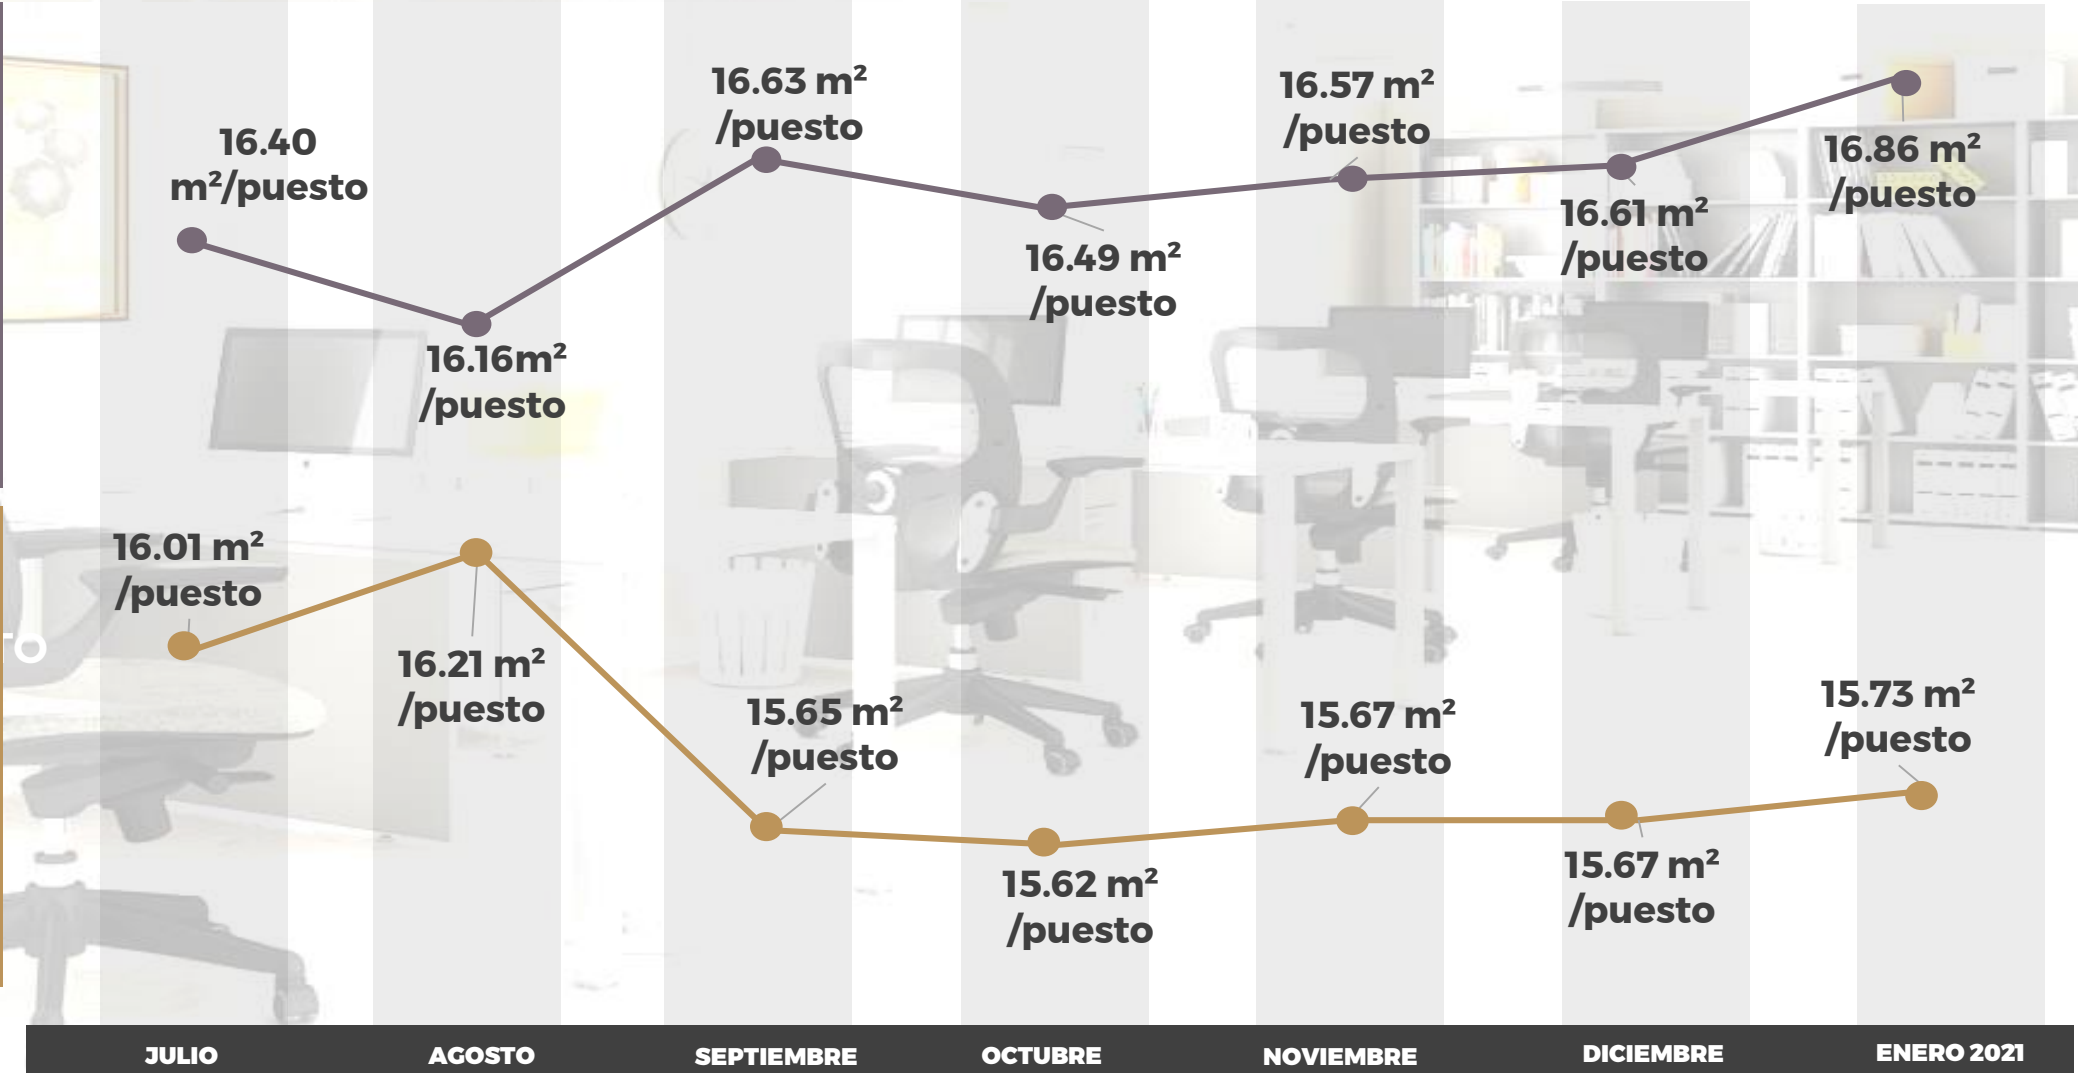 16.40
m²/puesto
16.16m²
/puesto
16.63 m²
/puesto
16.49 m²
/puesto
16.57 m²
/puesto
16.61 m²
/puesto
16.86 m²
/puesto
16.01 m²
/puesto
16.21 m²
/puesto
15.65 m²
/puesto
15.62 m²
/puesto
15.67 m²
/puesto
15.67 m²
/puesto
15.73 m²
/puesto
JULIO AGOSTO SEPTIEMBRE OCTUBRE NOVIEMBRE DICIEMBRE ENERO 2021